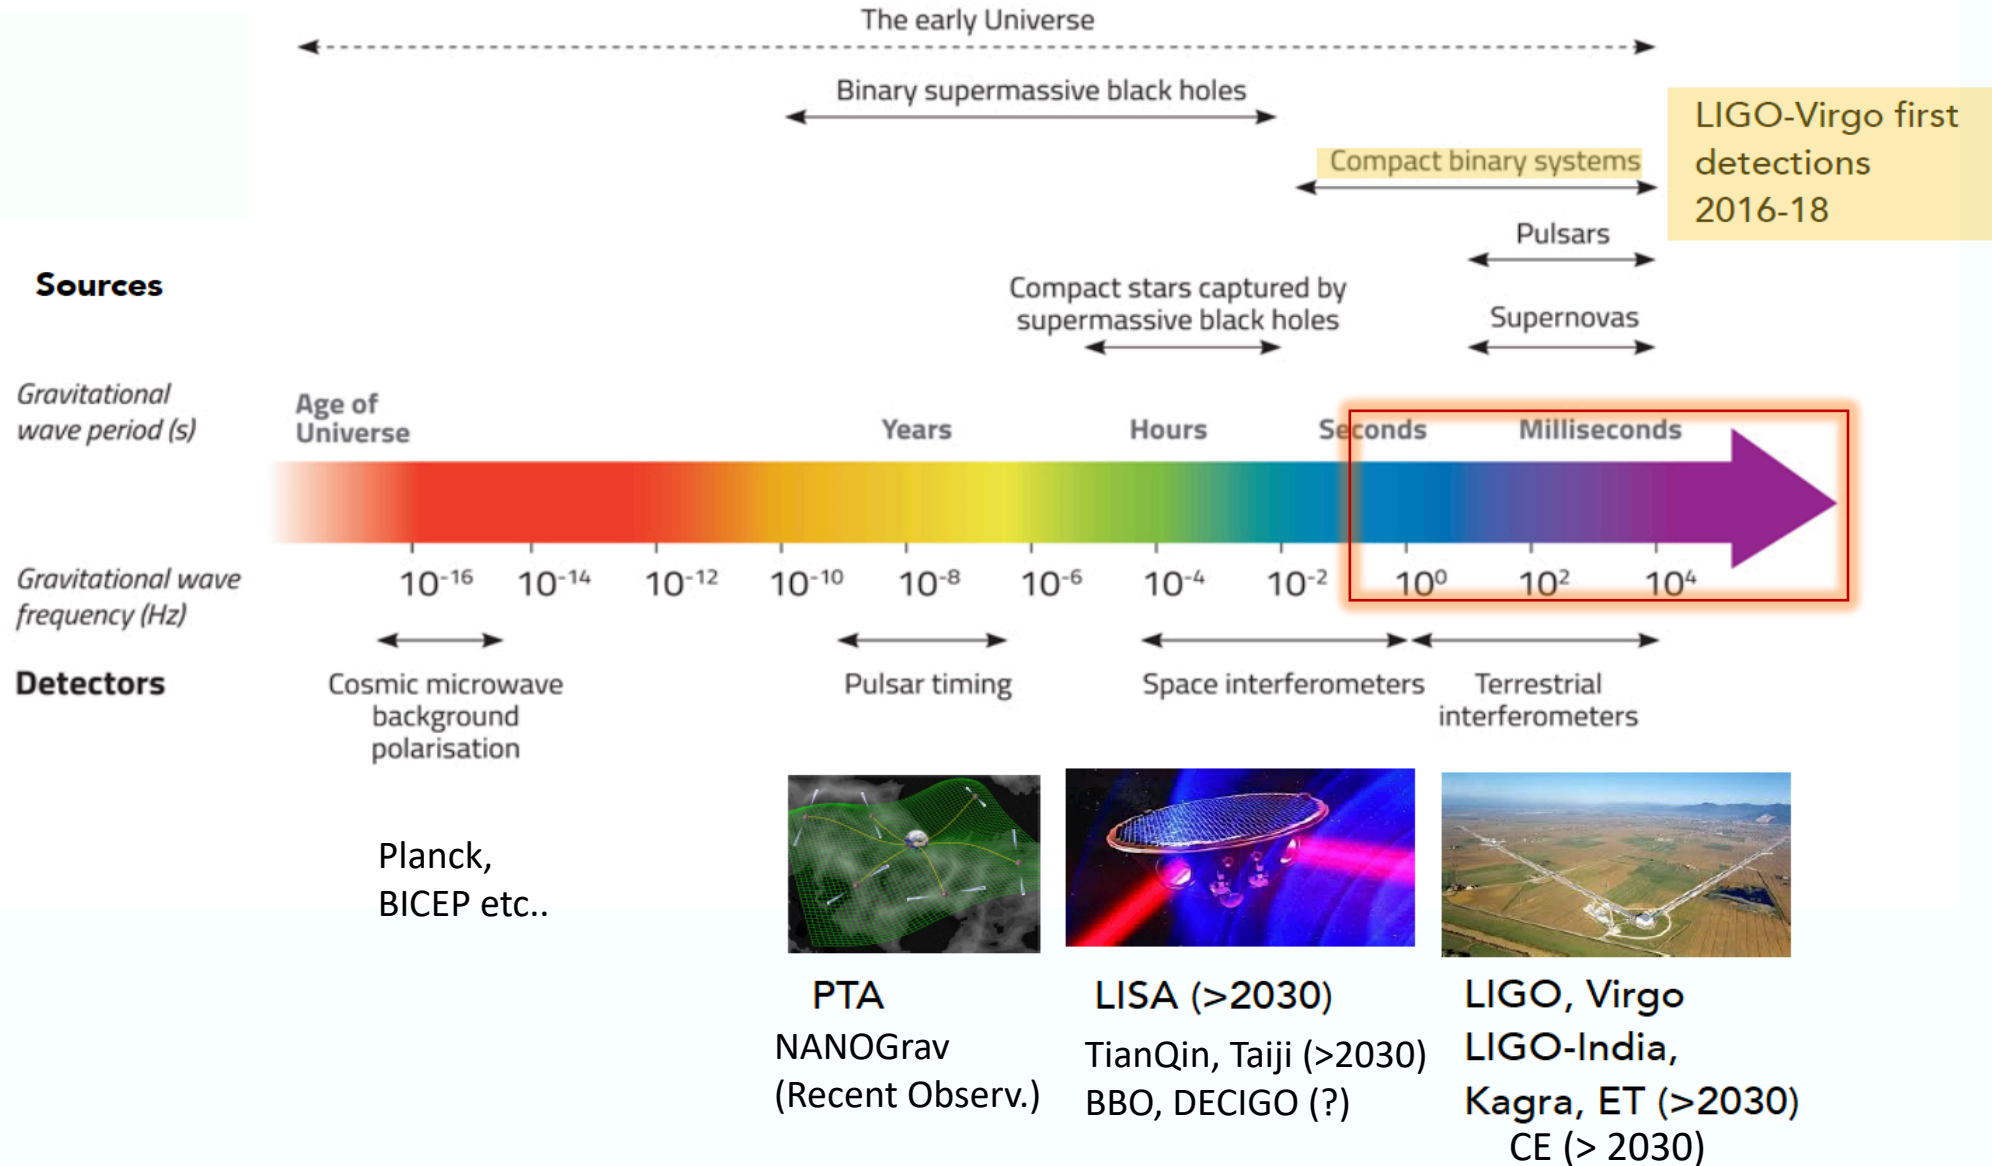 The early Universe
Binary supermassive black holes
LIGO-Virgo first
detections
2016-18
Compact binary systems
Pulsars
Sources
Compact stars captured by
supermassive black holes
Supernovas
Gravitational
wave period (s)
Age of
Universe
Years
Hours
Seconds
Milliseconds
Gravitational wave
frequency (Hz)
10⁻¹⁶ 10⁻¹⁴ 10⁻¹² 10⁻¹⁰ 10⁻⁸ 10⁻⁶ 10⁻⁴ 10⁻² 10⁰ 10² 10⁴
Detectors
Cosmic microwave
background
polarisation
Pulsar timing
Space interferometers
Terrestrial
interferometers
Planck,
BICEP etc..
PTA
NANOGrav
(Recent Observ.)
LISA (>2030)
TianQin, Taiji (>2030)
BBO, DECIGO (?)
LIGO, Virgo
LIGO-India,
Kagra, ET (>2030)
CE (> 2030)